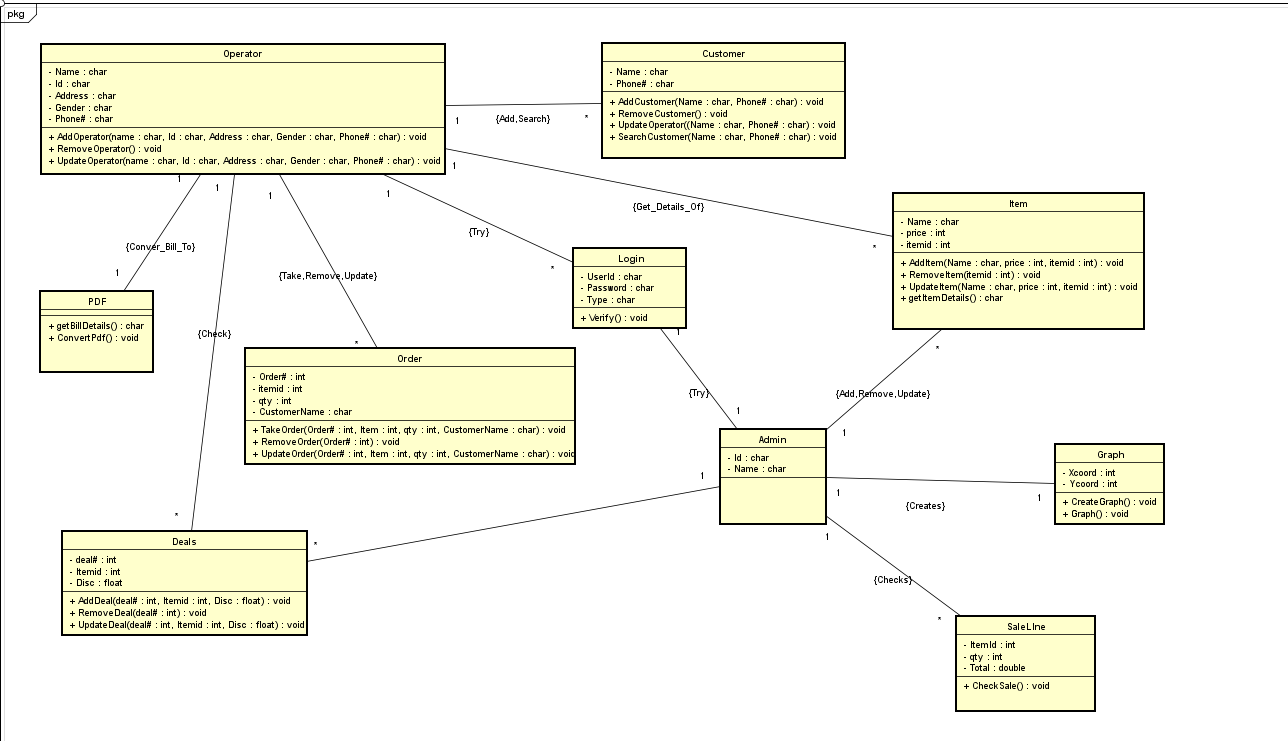 pkg
Operator
- Name : char
- Id : char
- Address : char
- Gender : char
- Phone# : char
+ AddOperator(name : char, Id : char, Address : char, Gender : char, Phone# : char) : void
+ RemoveOperator() : void
+ UpdateOperator(name : char, Id : char, Address : char, Gender : char, Phone# : char) : void
Customer
- Name : char
- Phone# : char
+ AddCustomer(Name : char, Phone# : char) : void
+ RemoveCustomer() : void
+ UpdateOperator((Name : char, Phone# : char) : void
+ SearchCustomer(Name : char, Phone# : char) : void
1
{Add,Search}
*
1
{Get_Details_Of}
*
Item
- Name : char
- price : int
- itemid : int
+ AddItem(Name : char, price : int, itemid : int) : void
+ RemoveItem(itemid : int) : void
+ UpdateItem(Name : char, price : int, itemid : int) : void
+ getItemDetails() : char
1
1
1
1
{Conver_Bill_To}
1
{Try}
*
{Take,Remove,Update}
*
{Check}
*
Login
- UserId : char
- Password : char
- Type : char
+ Verify() : void
PDF
+ getBillDetails() : char
+ ConvertPdf() : void
Order
- Order# : int
- itemid : int
- qty : int
- CustomerName : char
+ TakeOrder(Order# : int, Item : int, qty : int, CustomerName : char) : void
+ RemoveOrder(Order# : int) : void
+ UpdateOrder(Order# : int, Item : int, qty : int, CustomerName : char) : void
1
{Try}
1
*
{Add,Remove,Update}
1
Admin
- Id : char
- Name : char
1
*
1
{Creates}
1
Graph
- Xcoord : int
- Ycoord : int
+ CreateGraph() : void
+ Graph() : void
Deals
- deal# : int
- Itemid : int
- Disc : float
+ AddDeal(deal# : int, Itemid : int, Disc : float) : void
+ RemoveDeal(deal# : int) : void
+ UpdateDeal(deal# : int, Itemid : int, Disc : float) : void
1
{Checks}
*
SaleLIne
- ItemId : int
- qty : int
- Total : double
+ CheckSale() : void